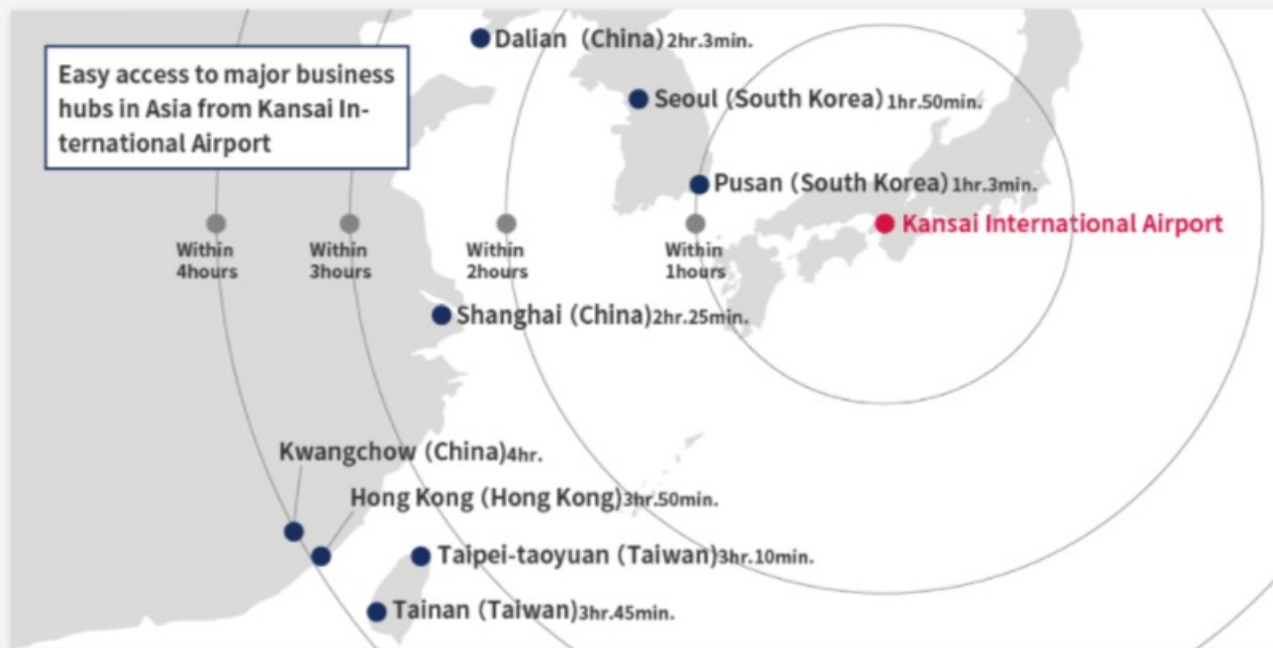 Easy access to major business
hubs in Asia from Kansai In-
ternational Airport
Dalian (China) 2hr.3min.
Seoul (South Korea) 1hr.50min.
Pusan (South Korea) 1hr.3min.
Kansai International Airport
Within
4hours
Within
3hours
Within
2hours
Within
1hours
Shanghai (China) 2hr.25min.
Kwangchow (China) 4hr.
Hong Kong (Hong Kong) 3hr.50min.
Taipei-taoyuan (Taiwan) 3hr.10min.
Tainan (Taiwan) 3hr.45min.